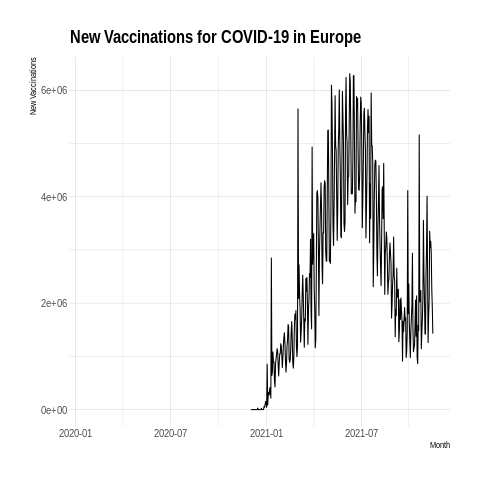 New Vaccinations for COVID-19 in Europe
New Vaccinations
6e+06
4e+06
2e+06
0e+00
2020-01 2020-07 2021-01 2021-07
Month